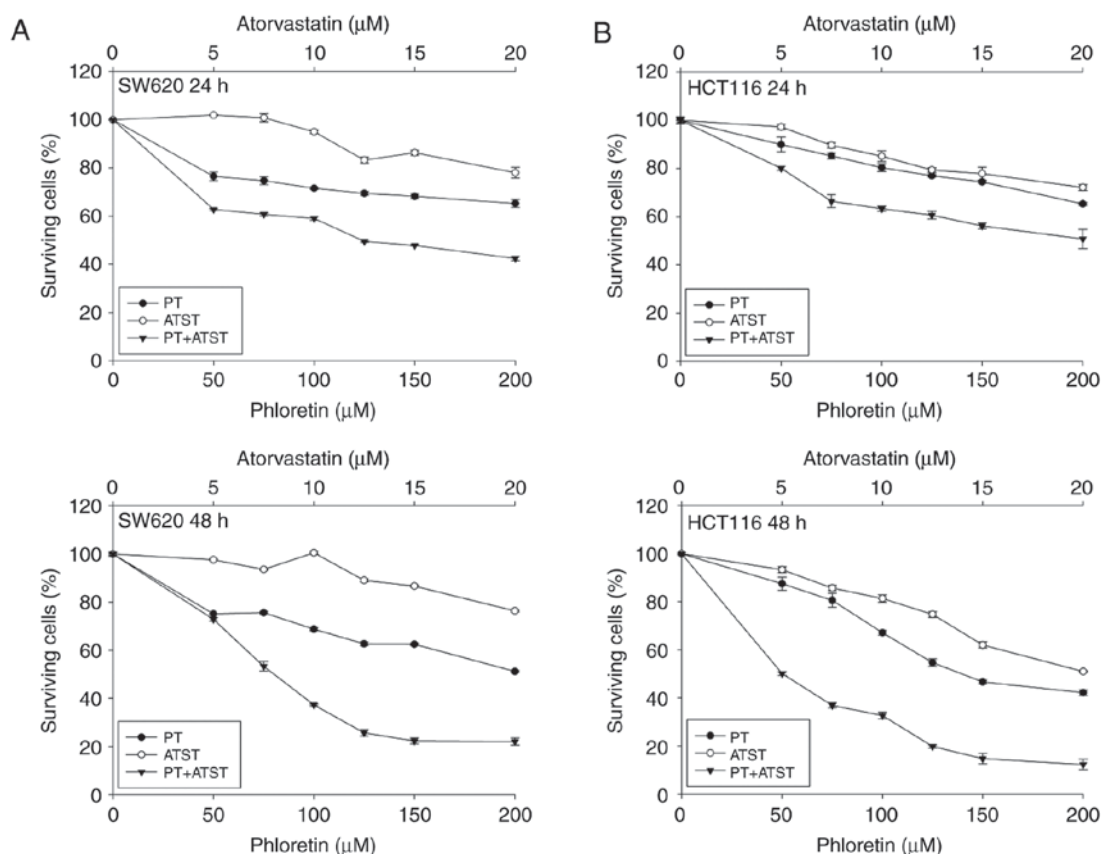 A
Atorvastatin (μM)
0 5 10 15 20
120
100
80
60
40
20
0
Surviving cells (%)
SW620 24 h
PT
ATST
PT+ATST
0 50 100 150 200
Phloretin (μM)
B
Atorvastatin (μM)
0 5 10 15 20
120
100
80
60
40
20
0
Surviving cells (%)
HCT116 24 h
PT
ATST
PT+ATST
0 50 100 150 200
Phloretin (μM)
Atorvastatin (μM)
0 5 10 15 20
120
100
80
60
40
20
0
Surviving cells (%)
SW620 48 h
PT
ATST
PT+ATST
0 50 100 150 200
Phloretin (μM)
Atorvastatin (μM)
0 5 10 15 20
120
100
80
60
40
20
0
Surviving cells (%)
HCT116 48 h
PT
ATST
PT+ATST
0 50 100 150 200
Phloretin (μM)